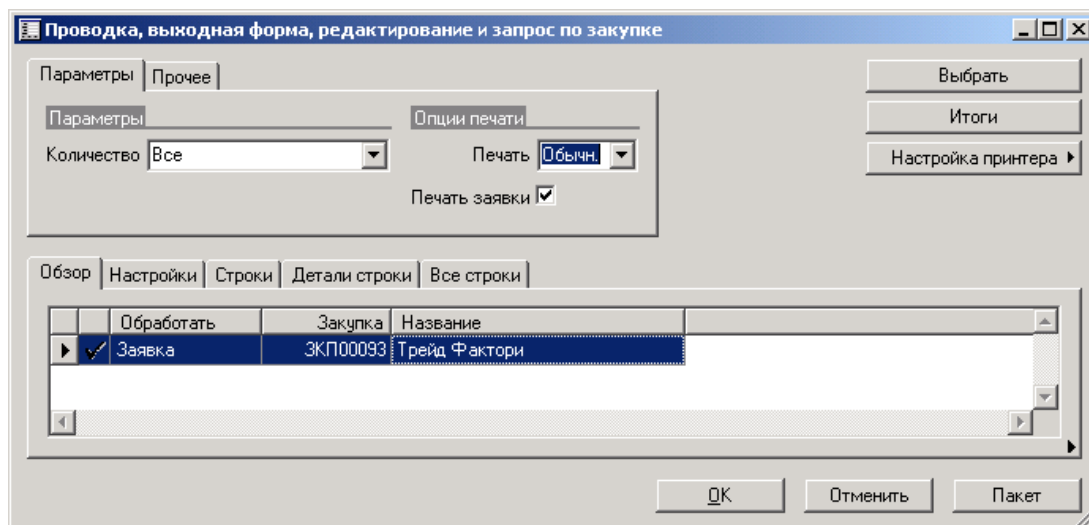 Проводка, выходная форма, редактирование и запрос по закупке
Параметры Прочее
Выбрать
Параметры Опции печати
Итоги
Количество Все Печать Обычн.
Настройка принтера
Печать заявки
Обзор Настройки Строки Детали строки Все строки
Обработать Закупка Название
Заявка ЗКП00093 Трейд Фактори
OK Отменить Пакет